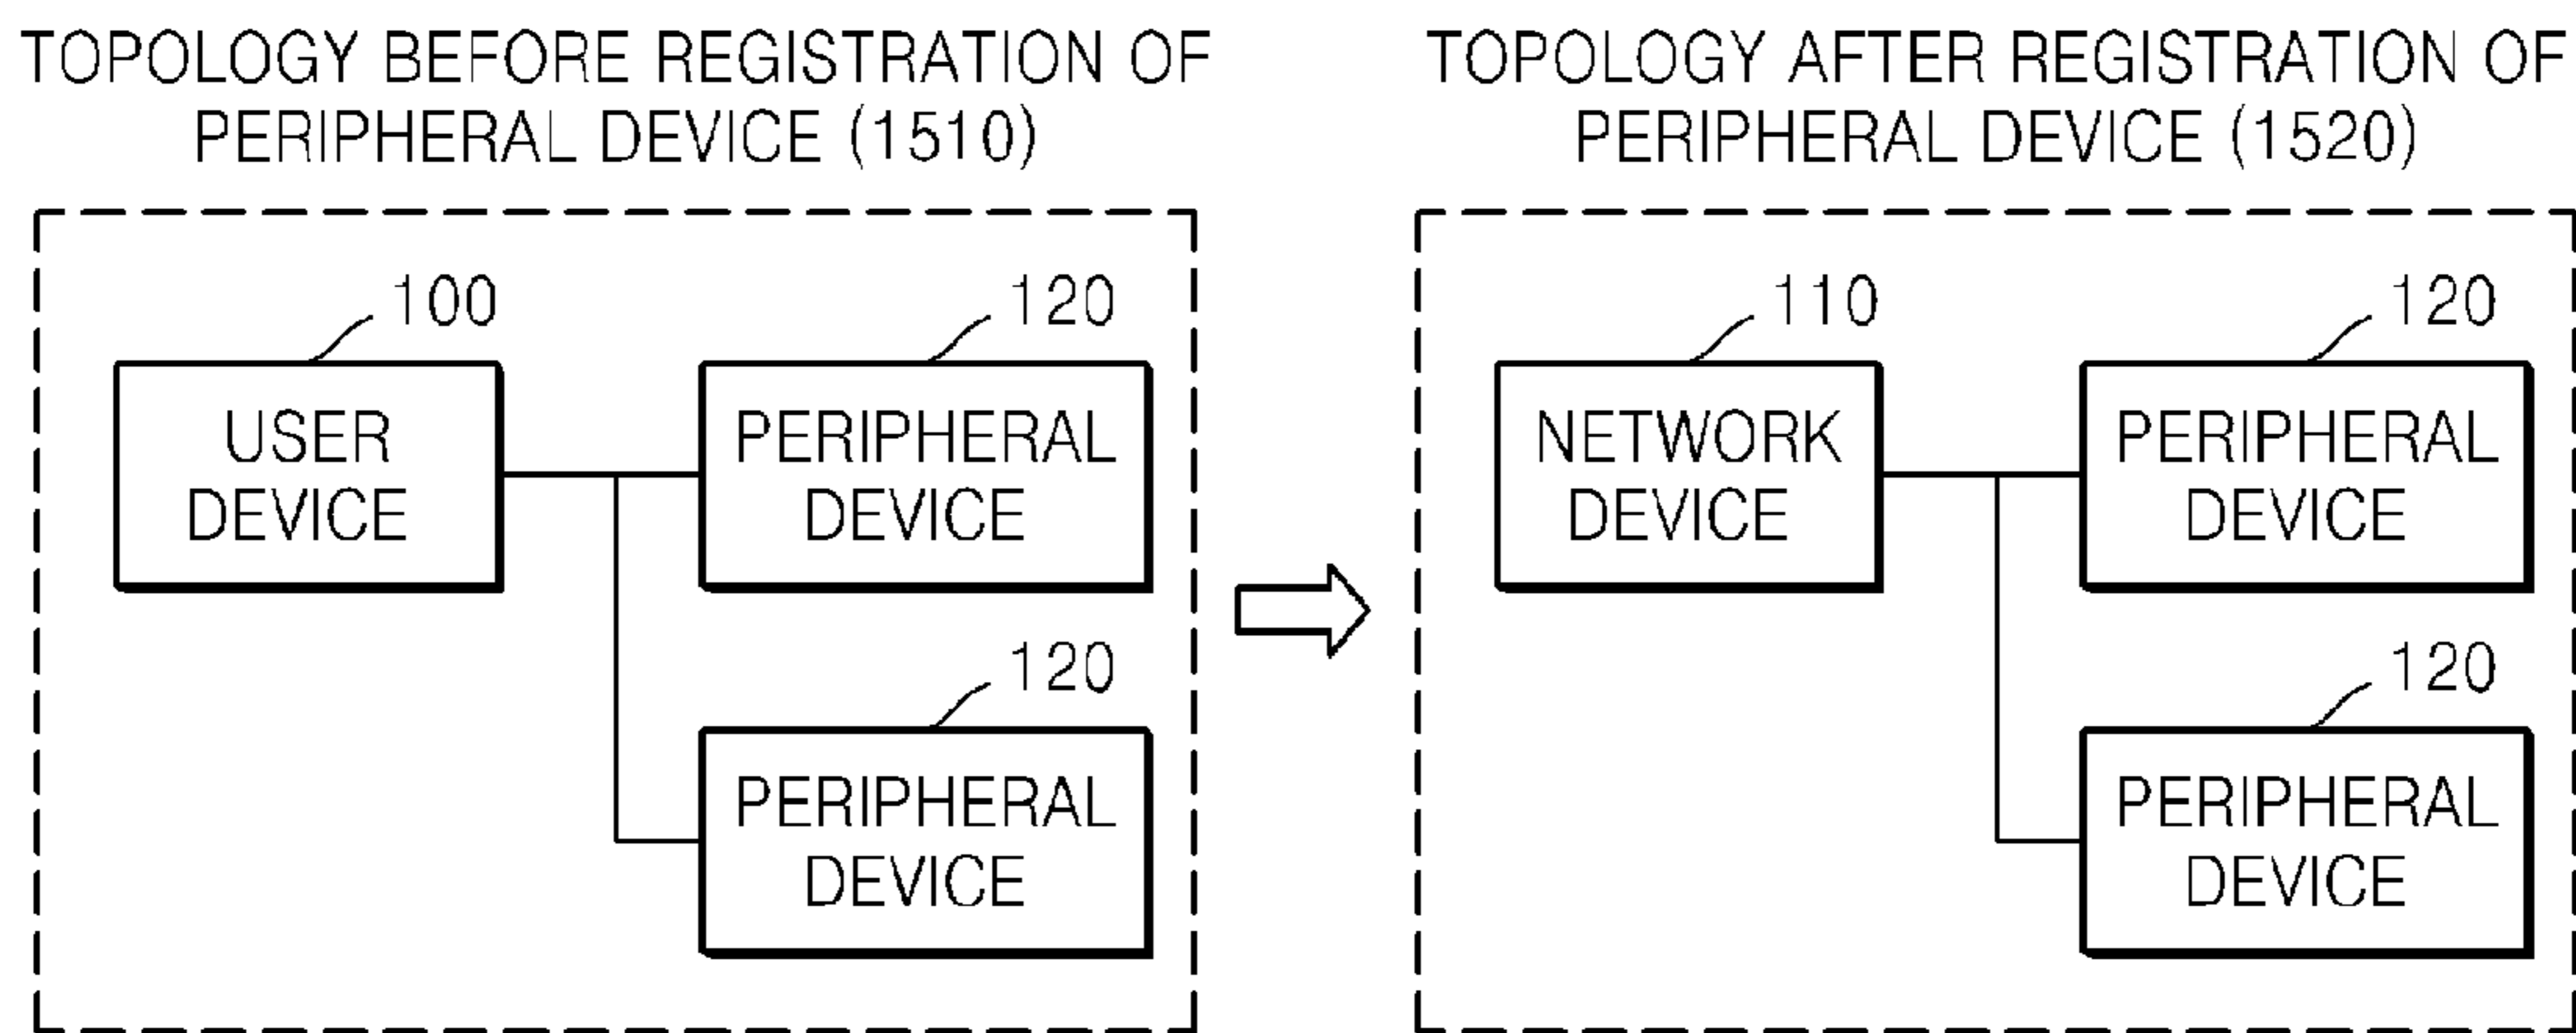 TOPOLOGY BEFORE REGISTRATION OF
PERIPHERAL DEVICE (1510)
100
120
USER
DEVICE
PERIPHERAL
DEVICE
120
PERIPHERAL
DEVICE
TOPOLOGY AFTER REGISTRATION OF
PERIPHERAL DEVICE (1520)
110
120
NETWORK
DEVICE
PERIPHERAL
DEVICE
120
PERIPHERAL
DEVICE